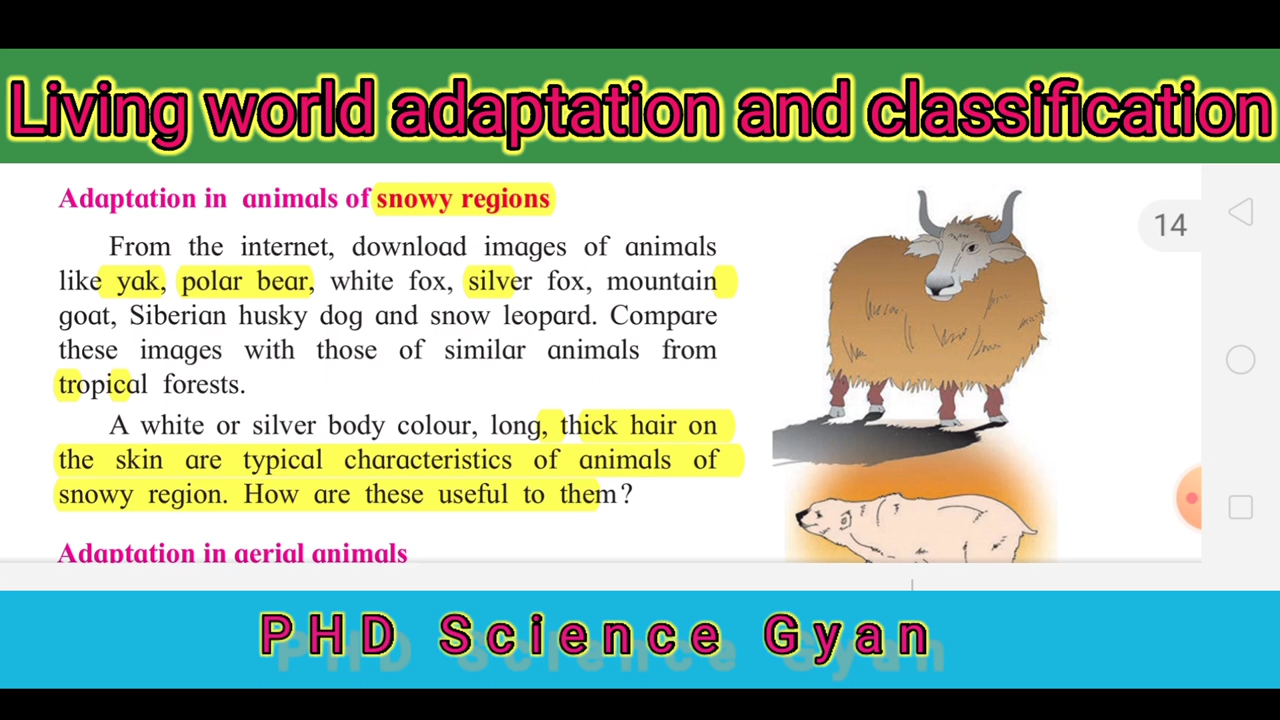 Living world adaptation and classification
Adaptation in animals of snowy regions
From the internet, download images of animals
like yak, polar bear, white fox, silver fox, mountain
goat, Siberian husky dog and snow leopard. Compare
these images with those of similar animals from
tropical forests.
A white or silver body colour, long, thick hair on
the skin are typical characteristics of animals of
snowy region. How are these useful to them?
Adaptation in aerial animals
14
PHD Science Gyan